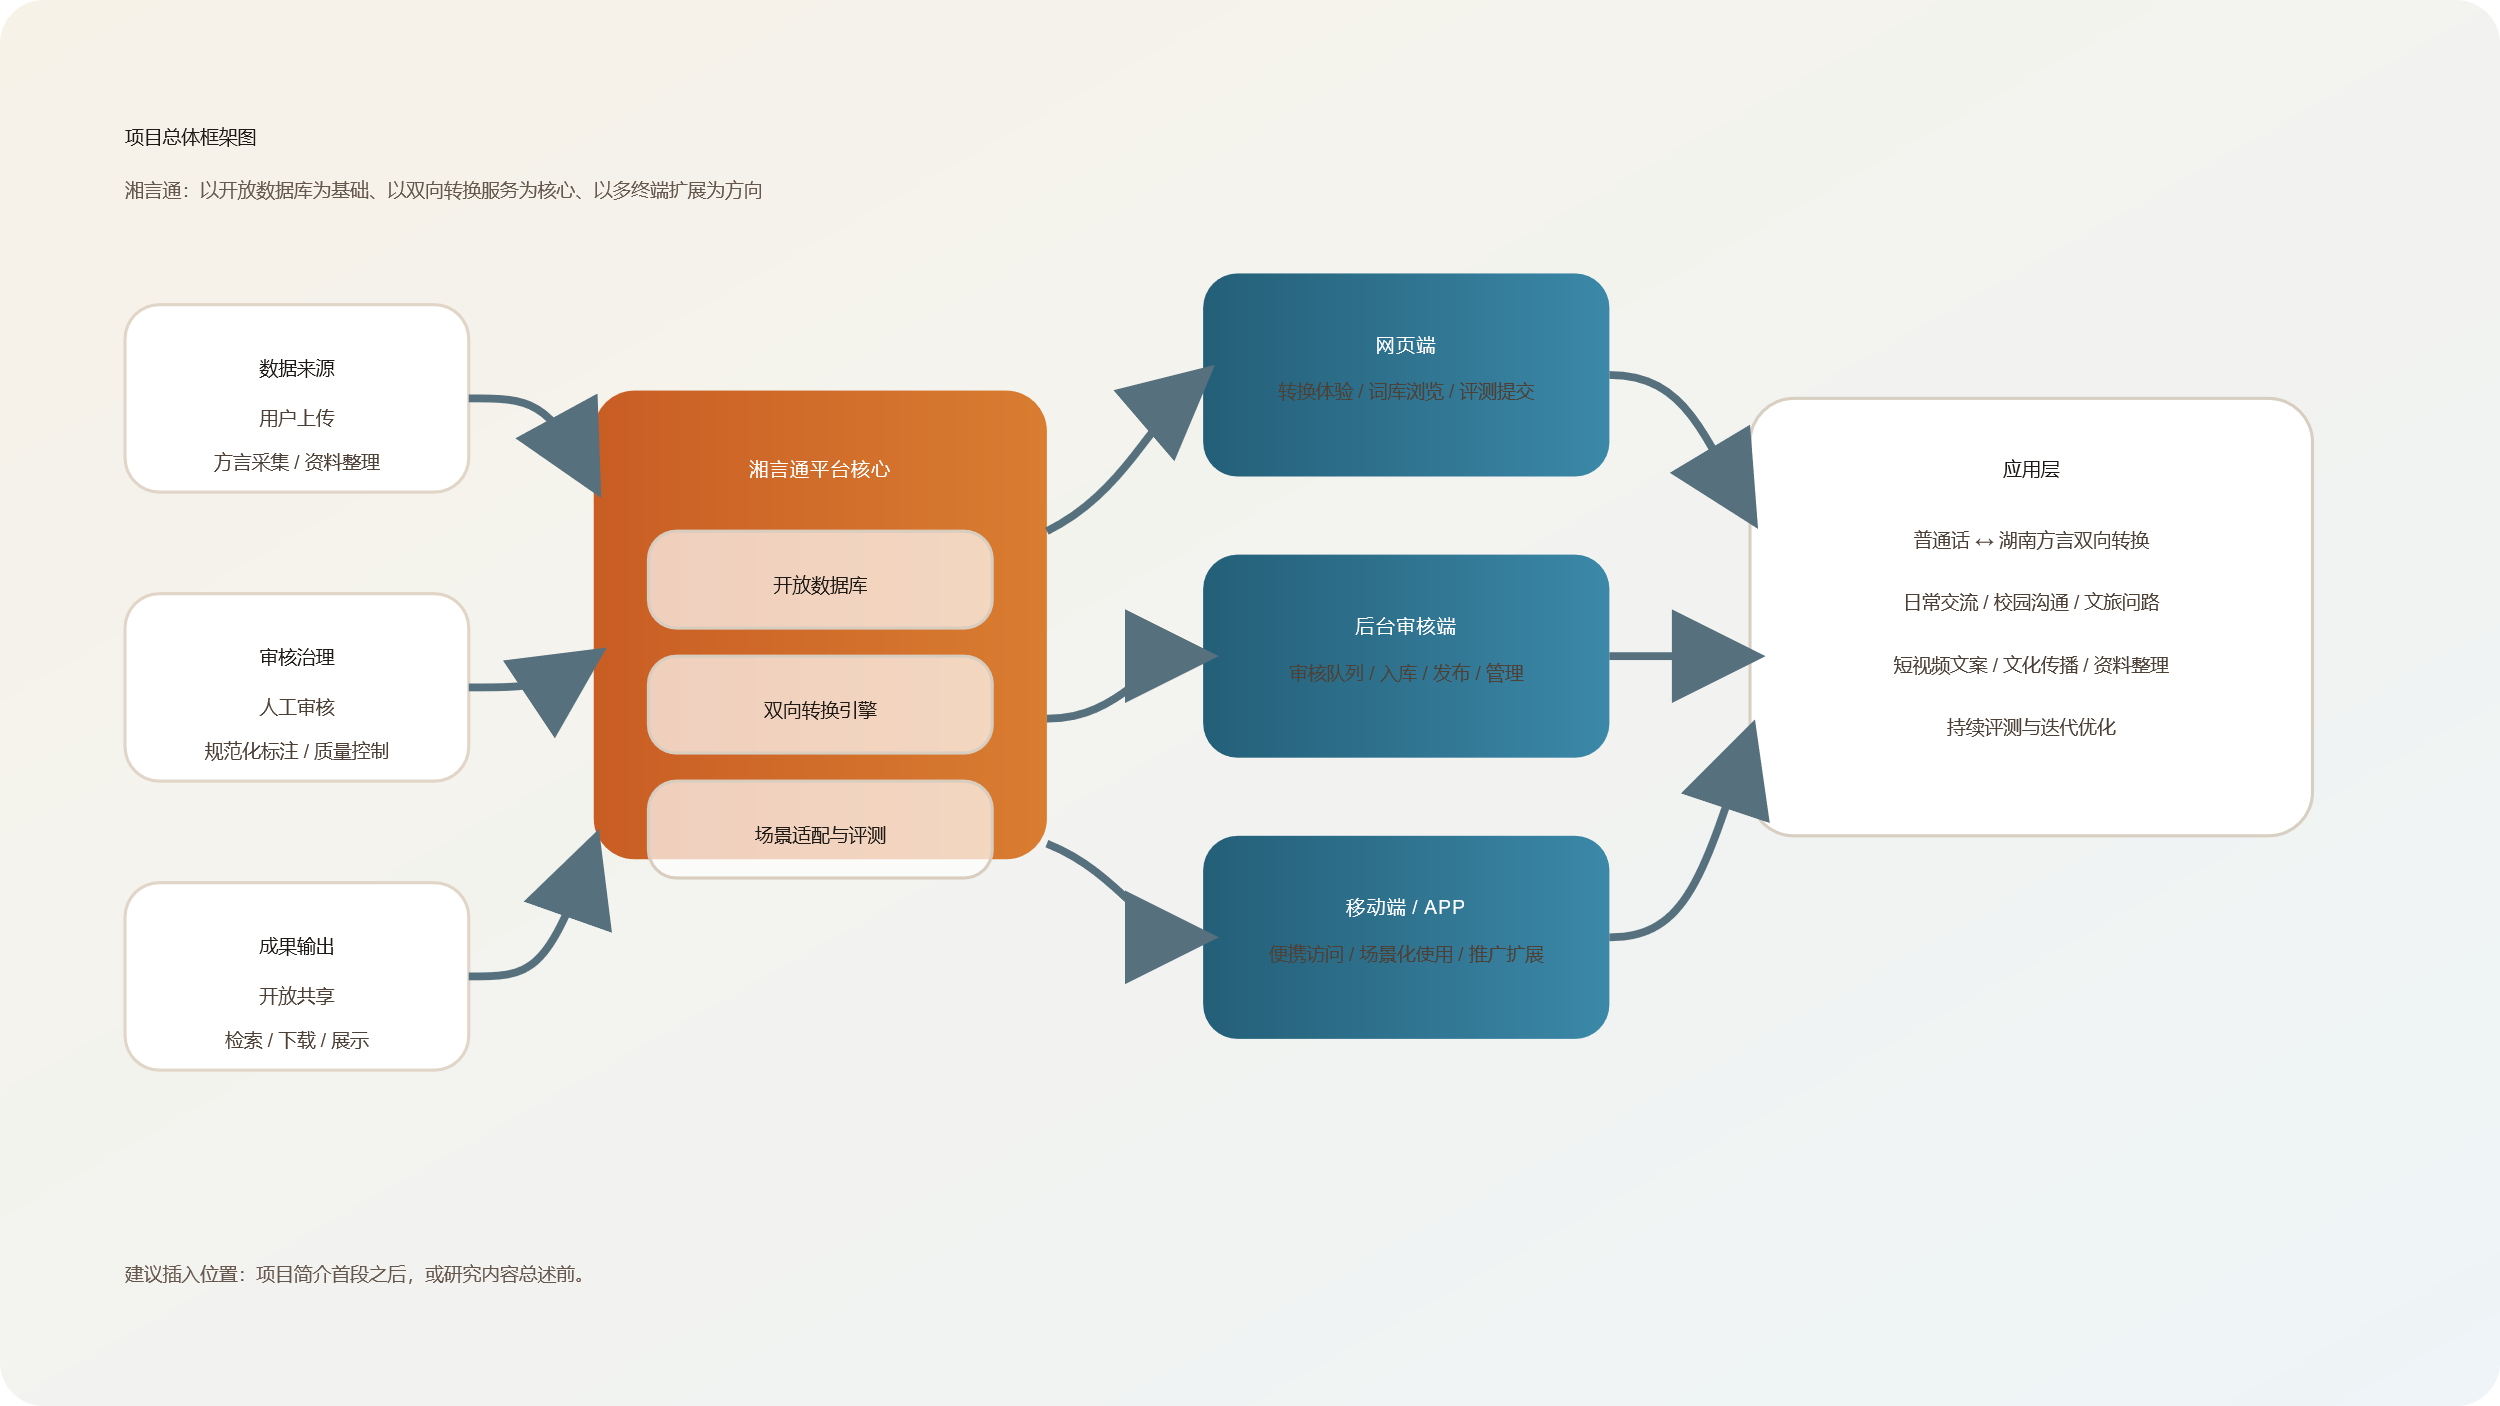 项目总体框架图
湘言通：以开放数据库为基础、以双向转换服务为核心、以多终端扩展为方向
数据来源
用户上传
方言采集 / 资料整理
审核治理
人工审核
规范化标注 / 质量控制
成果输出
开放共享
检索 / 下载 / 展示
湘言通平台核心
开放数据库
双向转换引擎
场景适配与评测
网页端
转换体验 / 词库浏览 / 评测提交
后台审核端
审核队列 / 入库 / 发布 / 管理
移动端 / APP
便携访问 / 场景化使用 / 推广扩展
应用层
普通话 ↔ 湖南方言双向转换
日常交流 / 校园沟通 / 文旅问路
短视频文案 / 文化传播 / 资料整理
持续评测与迭代优化
建议插入位置：项目简介首段之后，或研究内容总述前。